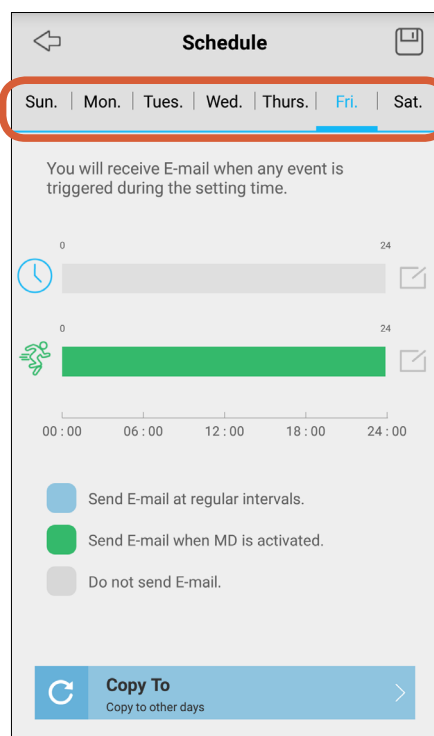 Schedule
Sun. Mon. Tues. Wed. Thurs. Fri. Sat.
You will receive E-mail when any event is
triggered during the setting time.
0 24
0 24
00:00 06:00 12:00 18:00 24:00
Send E-mail at regular intervals.
Send E-mail when MD is activated.
Do not send E-mail.
Copy To
Copy to other days